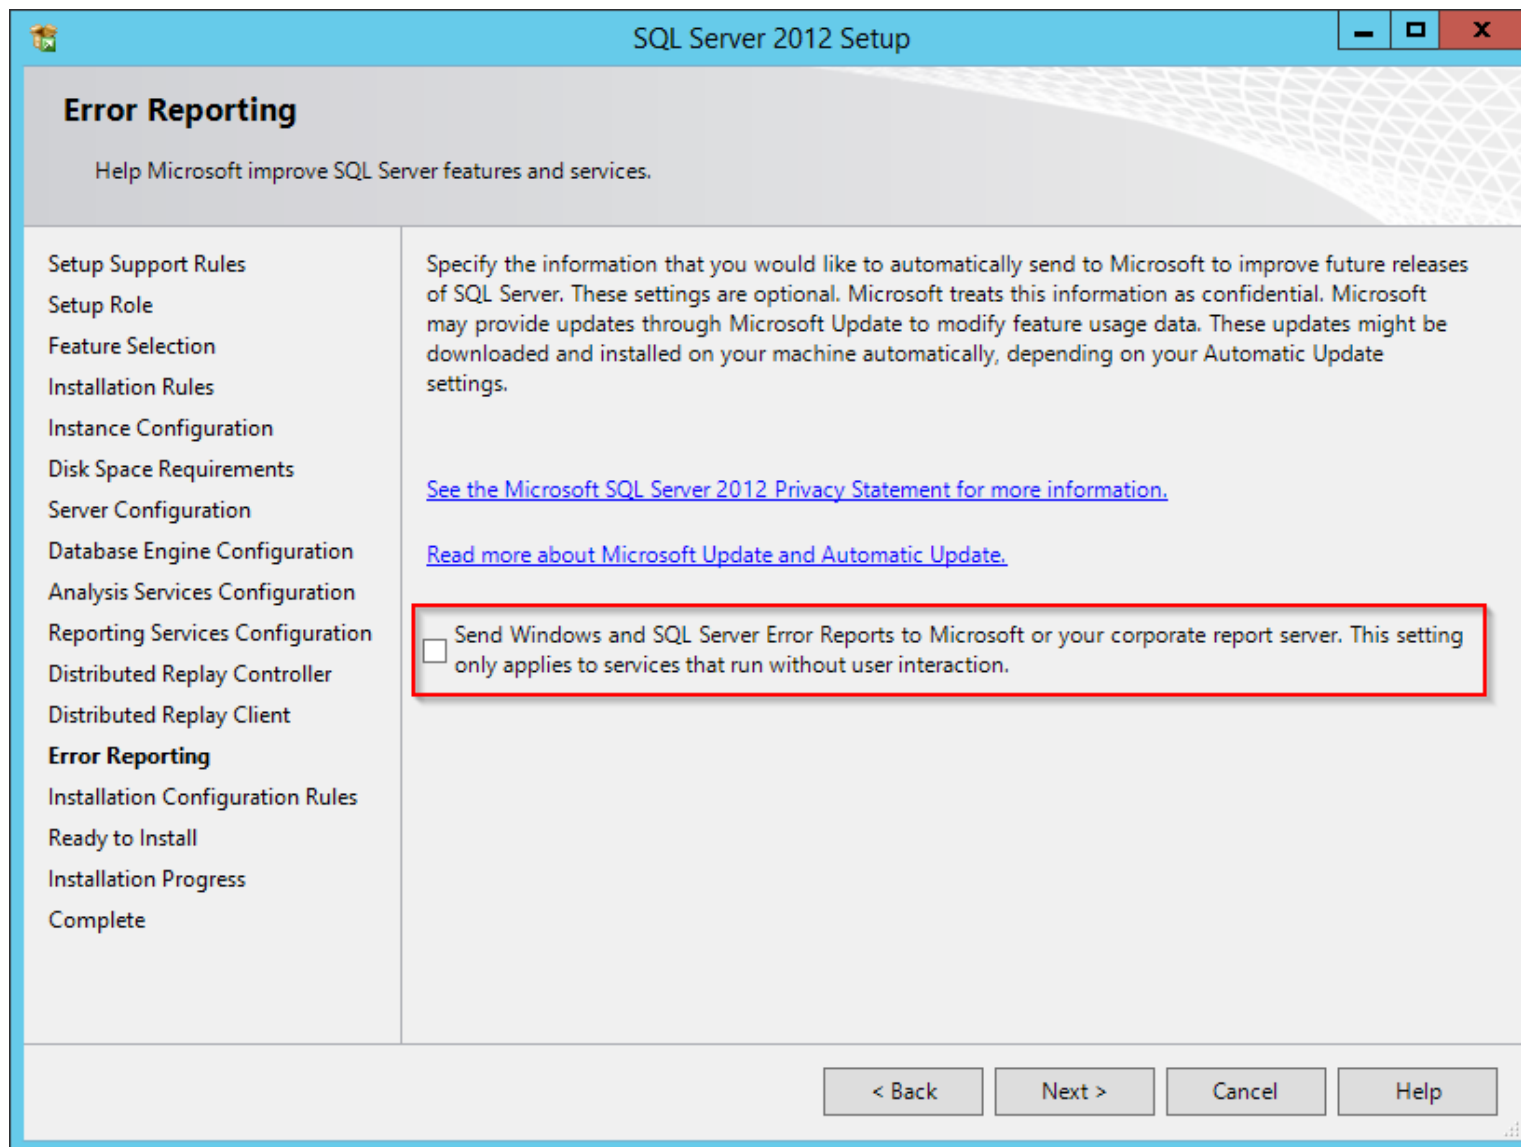 SQL Server 2012 Setup
Error Reporting
Help Microsoft improve SQL Server features and services.
Setup Support Rules
Setup Role
Feature Selection
Installation Rules
Instance Configuration
Disk Space Requirements
Server Configuration
Database Engine Configuration
Analysis Services Configuration
Reporting Services Configuration
Distributed Replay Controller
Distributed Replay Client
Error Reporting
Installation Configuration Rules
Ready to Install
Installation Progress
Complete
Specify the information that you would like to automatically send to Microsoft to improve future releases
of SQL Server. These settings are optional. Microsoft treats this information as confidential. Microsoft
may provide updates through Microsoft Update to modify feature usage data. These updates might be
downloaded and installed on your machine automatically, depending on your Automatic Update
settings.
See the Microsoft SQL Server 2012 Privacy Statement for more information.
Read more about Microsoft Update and Automatic Update.
Send Windows and SQL Server Error Reports to Microsoft or your corporate report server. This setting
only applies to services that run without user interaction.
< Back
Next >
Cancel
Help